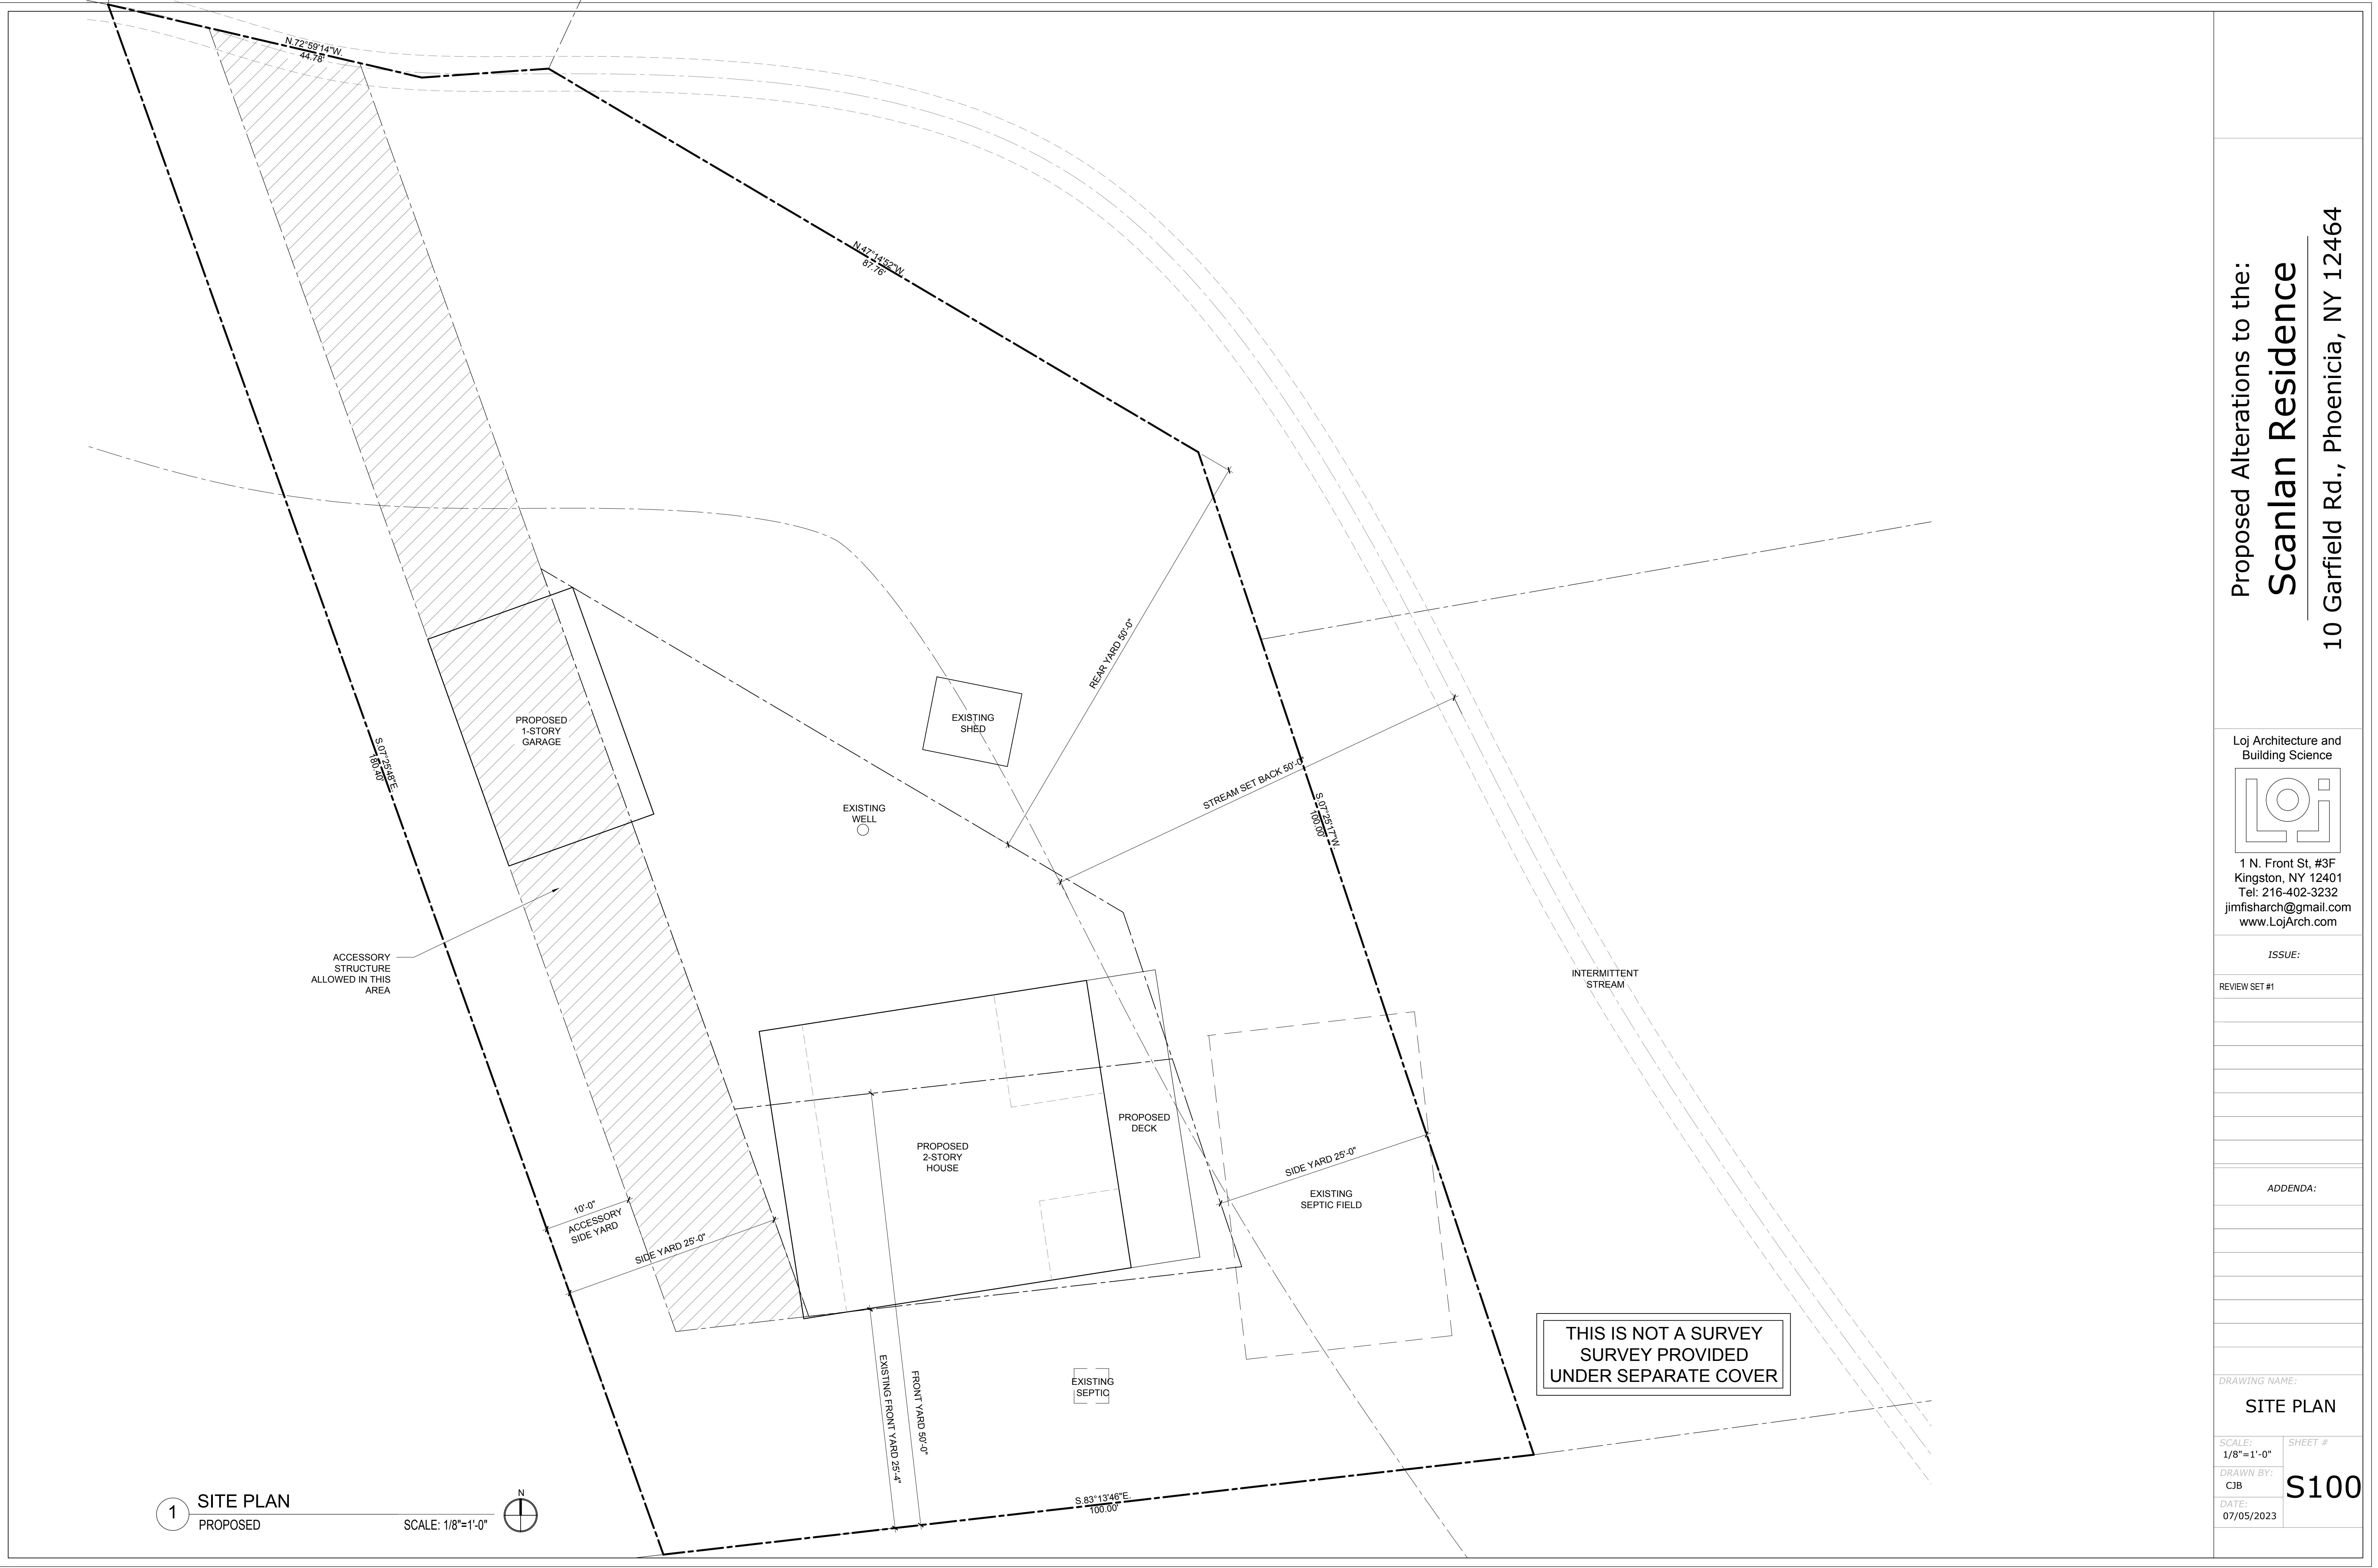 N.72°59'14"W.
44.78'
N.47°14'52"W.
87.76'
REAR YARD 50'-0"
EXISTING
SHED
PROPOSED
1-STORY
GARAGE
S.07°25'48"E.
180.40'
EXISTING
WELL
STREAM SET BACK 50'-0"
S.07°25'17"W.
100.00'
ACCESSORY
STRUCTURE
ALLOWED IN THIS
AREA
INTERMITTENT
STREAM
PROPOSED
DECK
PROPOSED
2-STORY
HOUSE
SIDE YARD 25'-0"
EXISTING
SEPTIC FIELD
10'-0"
ACCESSORY
SIDE YARD
SIDE YARD 25'-0"
EXISTING FRONT YARD 25'-4"
FRONT YARD 50'-0"
EXISTING
SEPTIC
THIS IS NOT A SURVEY
SURVEY PROVIDED
UNDER SEPARATE COVER
S.83°13'46"E.
100.00'
1
SITE PLAN
PROPOSED
SCALE: 1/8"=1'-0"
N
Proposed Alterations to the:
Scanlan Residence
10 Garfield Rd., Phoenicia, NY 12464
Loj Architecture and
Building Science
LOj
1 N. Front St, #3F
Kingston, NY 12401
Tel: 216-402-3232
jimfisharch@gmail.com
www.LojArch.com
ISSUE:
REVIEW SET #1
ADDENDA:
DRAWING NAME:
SITE PLAN
SCALE:
1/8"=1'-0"
DRAWN BY:
CJB
DATE:
07/05/2023
SHEET #
S100